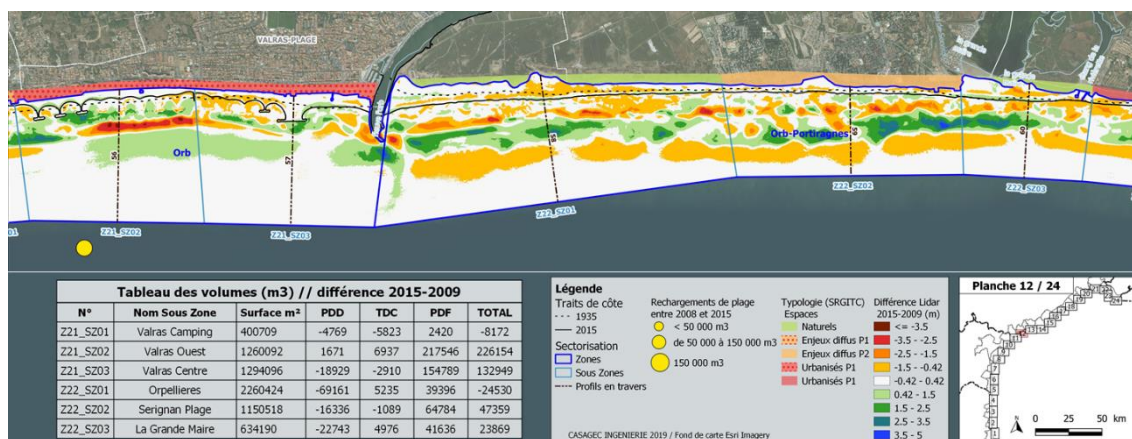 VALRAS-PLAGE
Orb
Orb-Portiragnes
56
57
58
59
60
Z21_SZ02
Z21_SZ03
Z22_SZ01
Z22_SZ02
Z22_SZ03
Tableau des volumes (m3) // différence 2015-2009
N° Nom Sous Zone Surface m² PDD TDC PDF TOTAL
Z21_SZ01 Valras Camping 400709 -4769 -5823 2420 -8172
Z21_SZ02 Valras Ouest 1260092 1671 6937 217546 226154
Z21_SZ03 Valras Centre 1294096 -18929 -2910 154789 132949
Z22_SZ01 Orpellieres 2260424 -69161 5235 39396 -24530
Z22_SZ02 Serignan Plage 1150518 -16336 -1089 64784 47359
Z22_SZ03 La Grande Maire 634190 -22743 4976 41636 23869
Légende
Traits de côte
1935
2015
Sectorisation
Zones
Sous Zones
Profils en travers
Rechargements de plage
entre 2008 et 2015
< 50 000 m3
de 50 000 à 150 000 m3
150 000 m3
Typologie (SRGITC)
Espaces
Naturels
Enjeux diffus P1
Enjeux diffus P2
Urbanisés P1
Urbanisés P1
Différence Lidar
2015-2009 (m)
<= -3.5
-3.5 - -2.5
-2.5 - -1.5
-1.5 - -0.42
-0.42 - 0.42
0.42 - 1.5
1.5 - 2.5
2.5 - 3.5
3.5 - 5
CASAGEC INGENIERIE 2019 / Fond de carte Esri Imagery
Planche 12 / 24
N
0 25 50 km